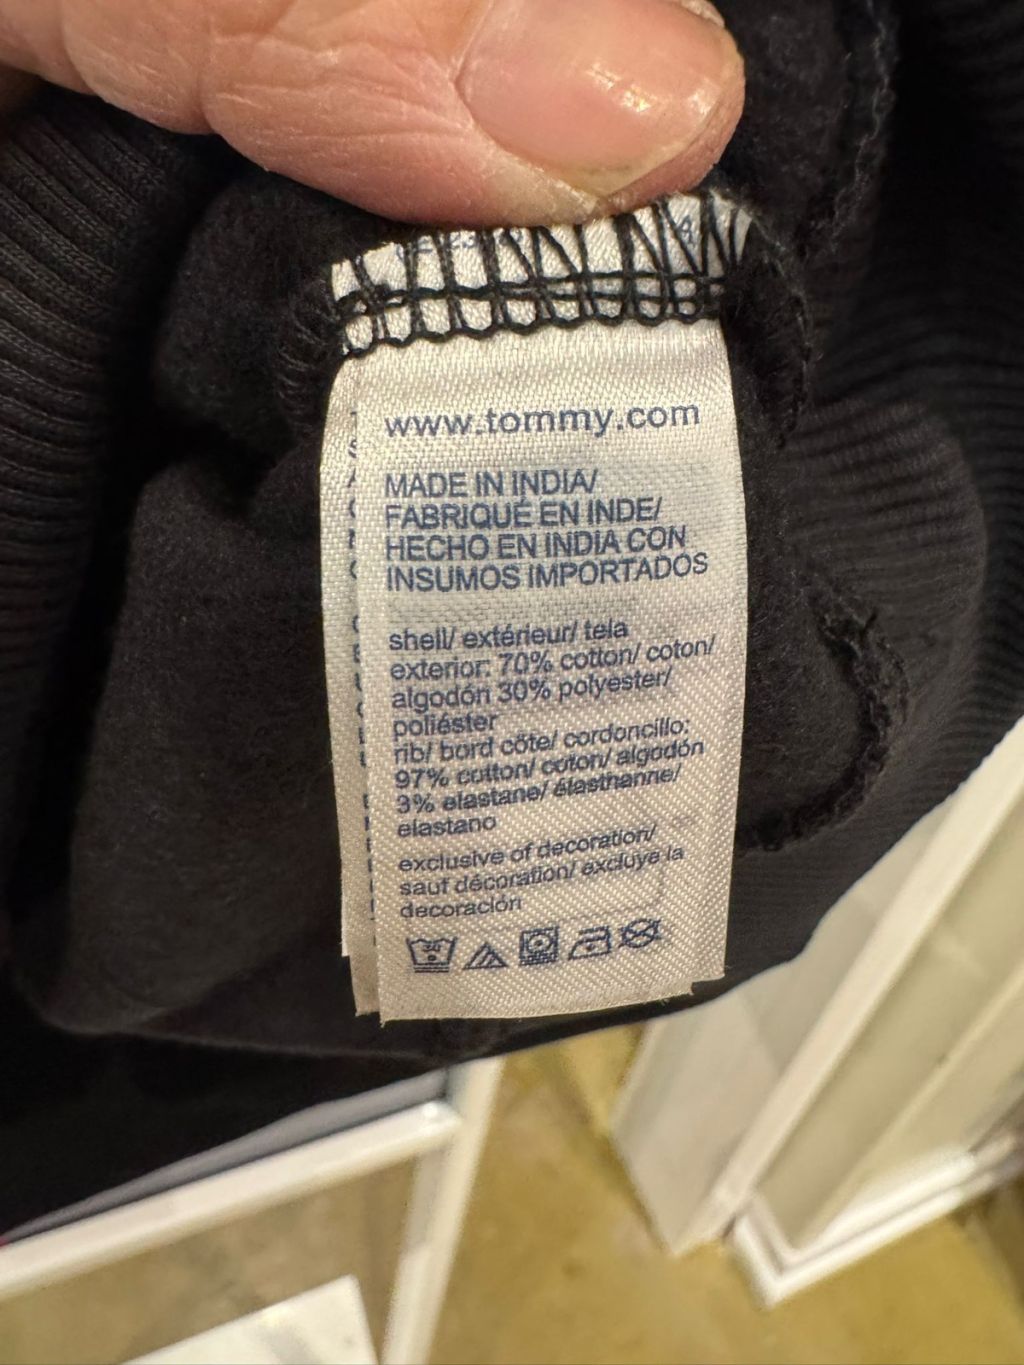 www.tommy.com
MADE IN INDIA/
FABRIQUÉ EN INDE/
HECHO EN INDIA CON
INSUMOS IMPORTADOS
shell/ extérieur/ tela
exterior: 70% cotton/ coton/
algodón 30% polyester/
poliéster
rib/ bord côte/ cordoncillo:
97% cotton/ coton/ algodón
3% elastane/ élasthanne/
elastano
exclusive of decoration/
sauf décoration/ excluye la
decoración
30